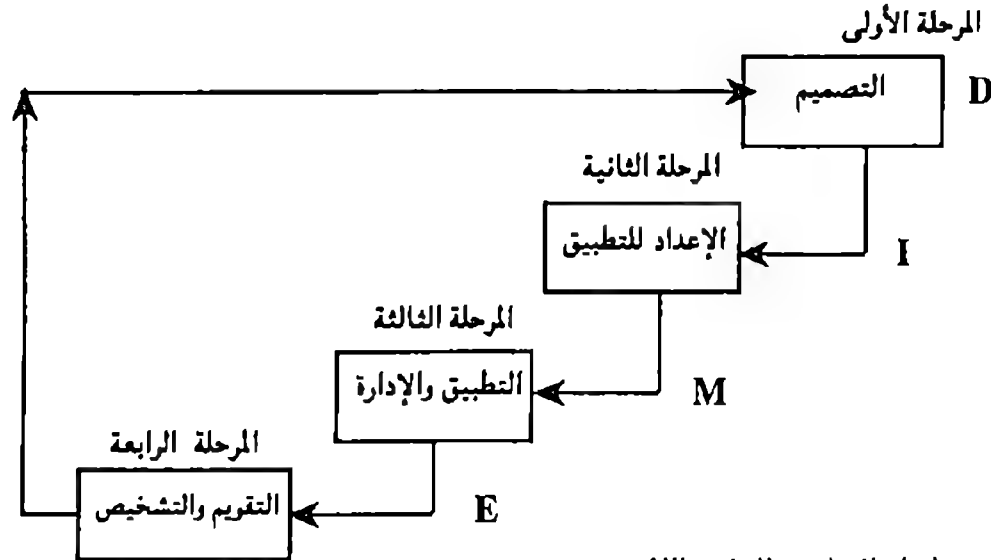 المرحلة الأولى
التصميم
D
المرحلة الثانية
الإعداد للتطبيق
I
المرحلة الثالثة
التطبيق والإدارة
M
المرحلة الرابعة
التقويم والتشخيص
E